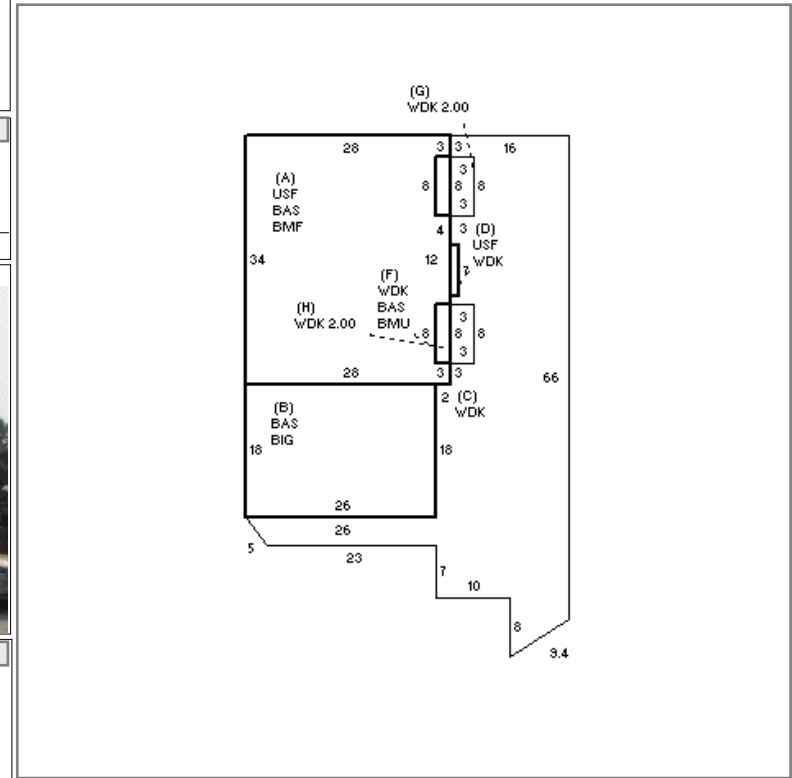 (G)
WDK 2.00
28
3
3
16
(A)
USF
BAS
BMF
8
3
8
3
8
4
3
(D)
USF
WDK
34
12
7
(F)
WDK
BAS
BMU
(H)
WDK 2.00
8
3
8
3
8
28
3
3
66
2
(C)
WDK
(B)
BAS
BIG
18
18
26
26
5
23
7
10
8
9.4